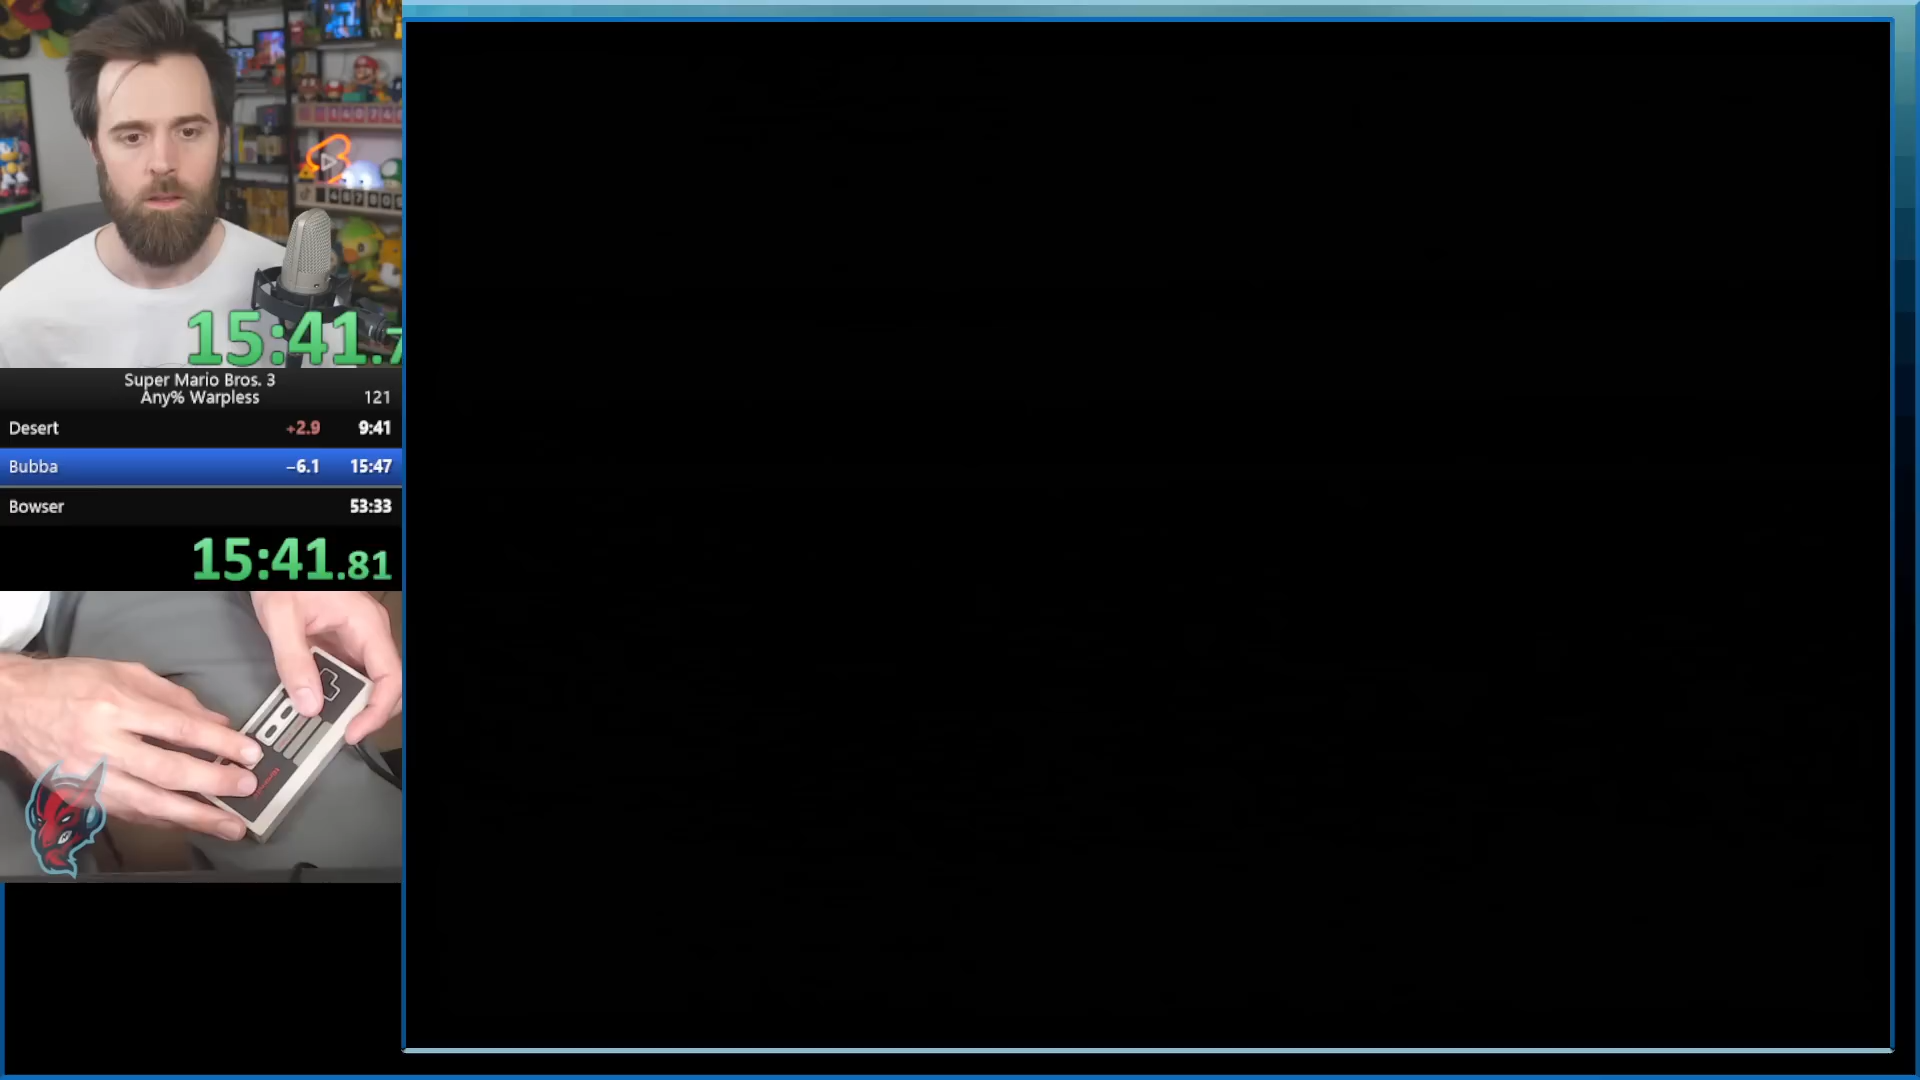 15:41.7
Super Mario Bros. 3
Any% Warpless 121
Desert +2.9 9:41
Bubba −6.1 15:47
Bowser 53:33
15:41.81